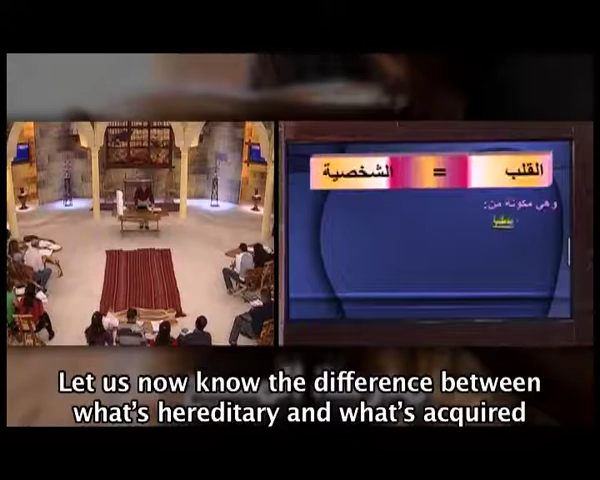 القلب = الشخصية
وهي مكونة من:
Let us now know the difference between
what's hereditary and what's acquired